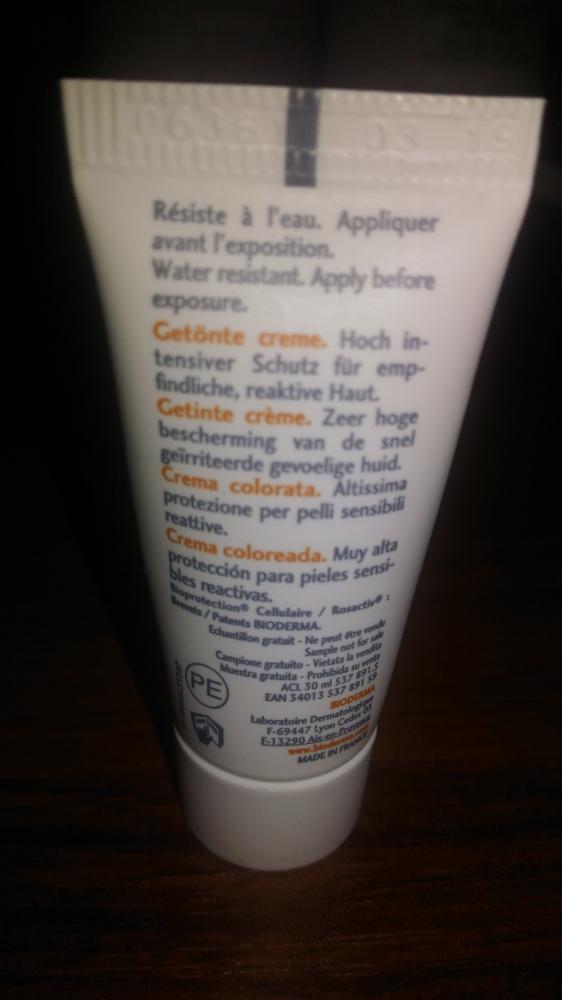 03 19
Résiste à l'eau. Appliquer
avant l'exposition.
Water resistant. Apply before
exposure.
Getönte creme. Hoch in-
tensiver Schutz für emp-
findliche, reaktive Haut.
Getinte crème. Zeer hoge
bescherming van de snel
geïrriteerde gevoelige huid.
Crema colorata. Altissima
protezione per pelli sensibili
reattive.
Crema coloreada. Muy alta
protección para pieles sensi-
bles reactivas.
Bioprotection® Cellulaire / Rosactiv® :
Brevets / Patents BIODERMA.
Echantillon gratuit - Ne peut être vendu
Sample not for sale
Campione gratuito - Vietata la vendita
Muestra gratuita - Prohibida su venta
ACL 30 ml 537 891.5
EAN 34013 537 891 59
BIODERMA
Laboratoire Dermatologique
F-69447 Lyon Cedex 03
F-13290 Aix-en-Provence
www.bioderma.com
MADE IN FRANCE
PE